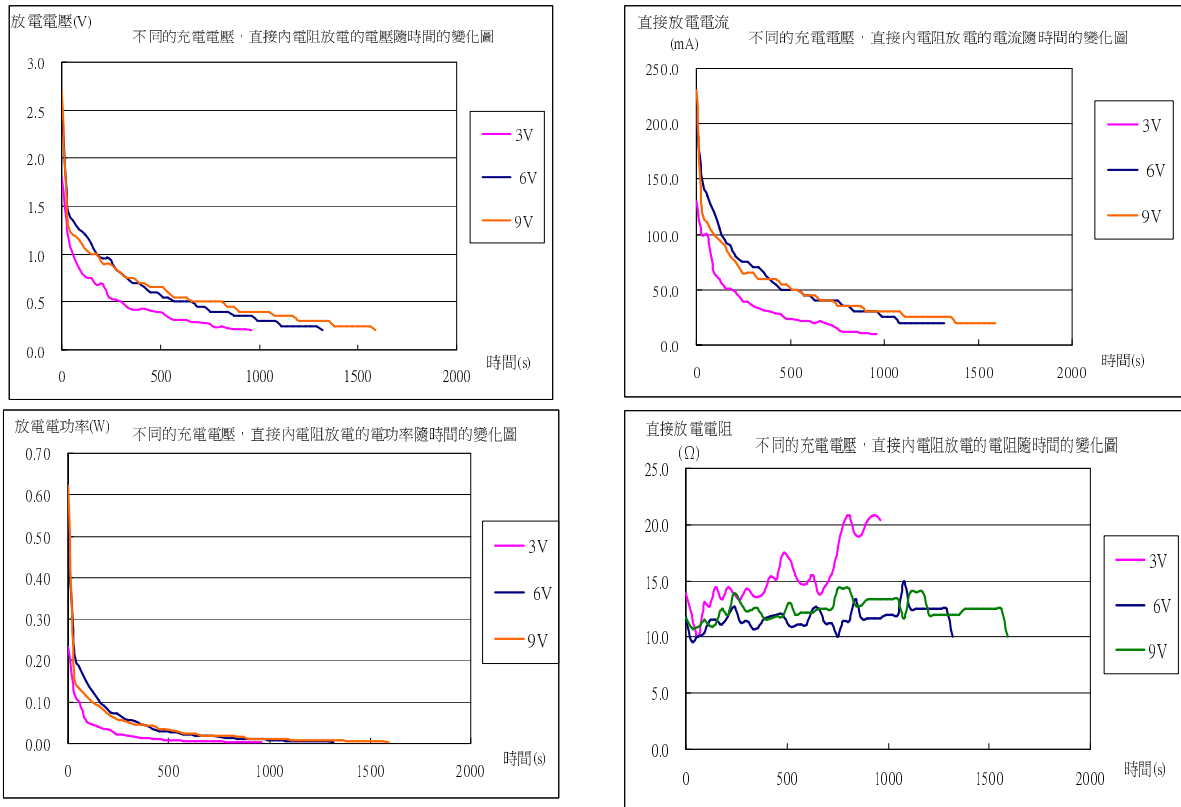 放電電壓(V)
不同的充電電壓，直接內電阻放電的電壓隨時間的變化圖
3.0
2.5
2.0
1.5
1.0
0.5
0.0
0
500
1000
1500
2000
時間(s)
3V
6V
9V
直接放電電流
(mA)
不同的充電電壓，直接內電阻放電的電流隨時間的變化圖
250.0
200.0
150.0
100.0
50.0
0.0
0
500
1000
1500
2000
時間(s)
3V
6V
9V
放電電功率(W)
不同的充電電壓，直接內電阻放電的電功率隨時間的變化圖
0.70
0.60
0.50
0.40
0.30
0.20
0.10
0.00
0
500
1000
1500
2000
時間(s)
3V
6V
9V
直接放電電阻
(Ω)
不同的充電電壓，直接內電阻放電的電阻隨時間的變化圖
25.0
20.0
15.0
10.0
5.0
0.0
0
500
1000
1500
2000
時間(s)
3V
6V
9V